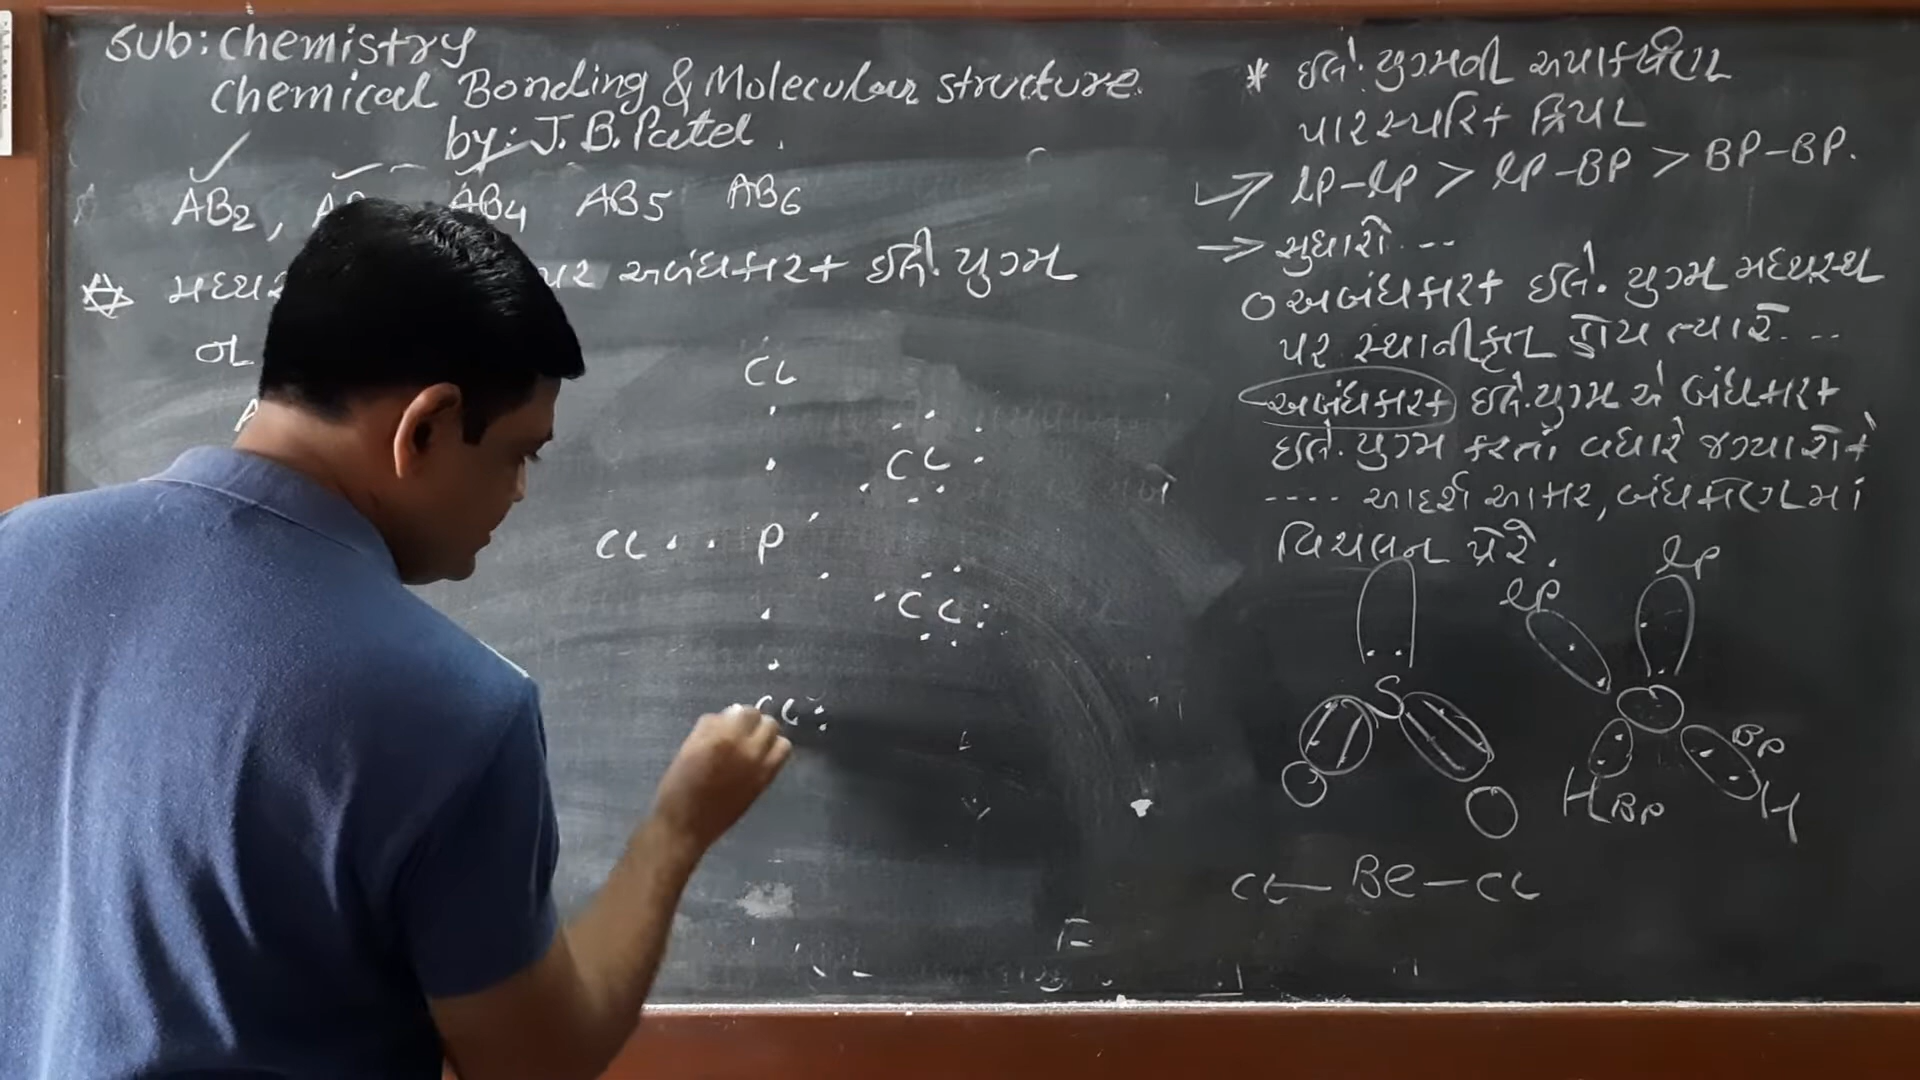 Sub: Chemistry
Chemical Bonding & Molecular structure.
by: J. B. Patel.
AB2, AB4 AB5 AB6
પર અબંધકારક ઇલે. યુગ્મ
ના
Cl
Cl
Cl P
Cl
Cl
* ઇલે. યુગ્મની અપાકર્ષીય
પારસ્પરિક ક્રિયા
lp-lp > lp-BP > BP-BP.
→ સુધારો...
O અબંધકારક ઇલે. યુગ્મ મધ્યસ્થ
પર સ્થાનીકૃત હોય ત્યારે...
અબંધકારક ઇલે. યુગ્મ એ બંધકારક
ઇલે. યુગ્મ કરતાં વધારે જગ્યા રોકે
.... આદર્શ આકાર, બંધકોણમાં
વિચલન પ્રેરે.
lp lp
S
BP
H BP H
Cl — Be — Cl
F